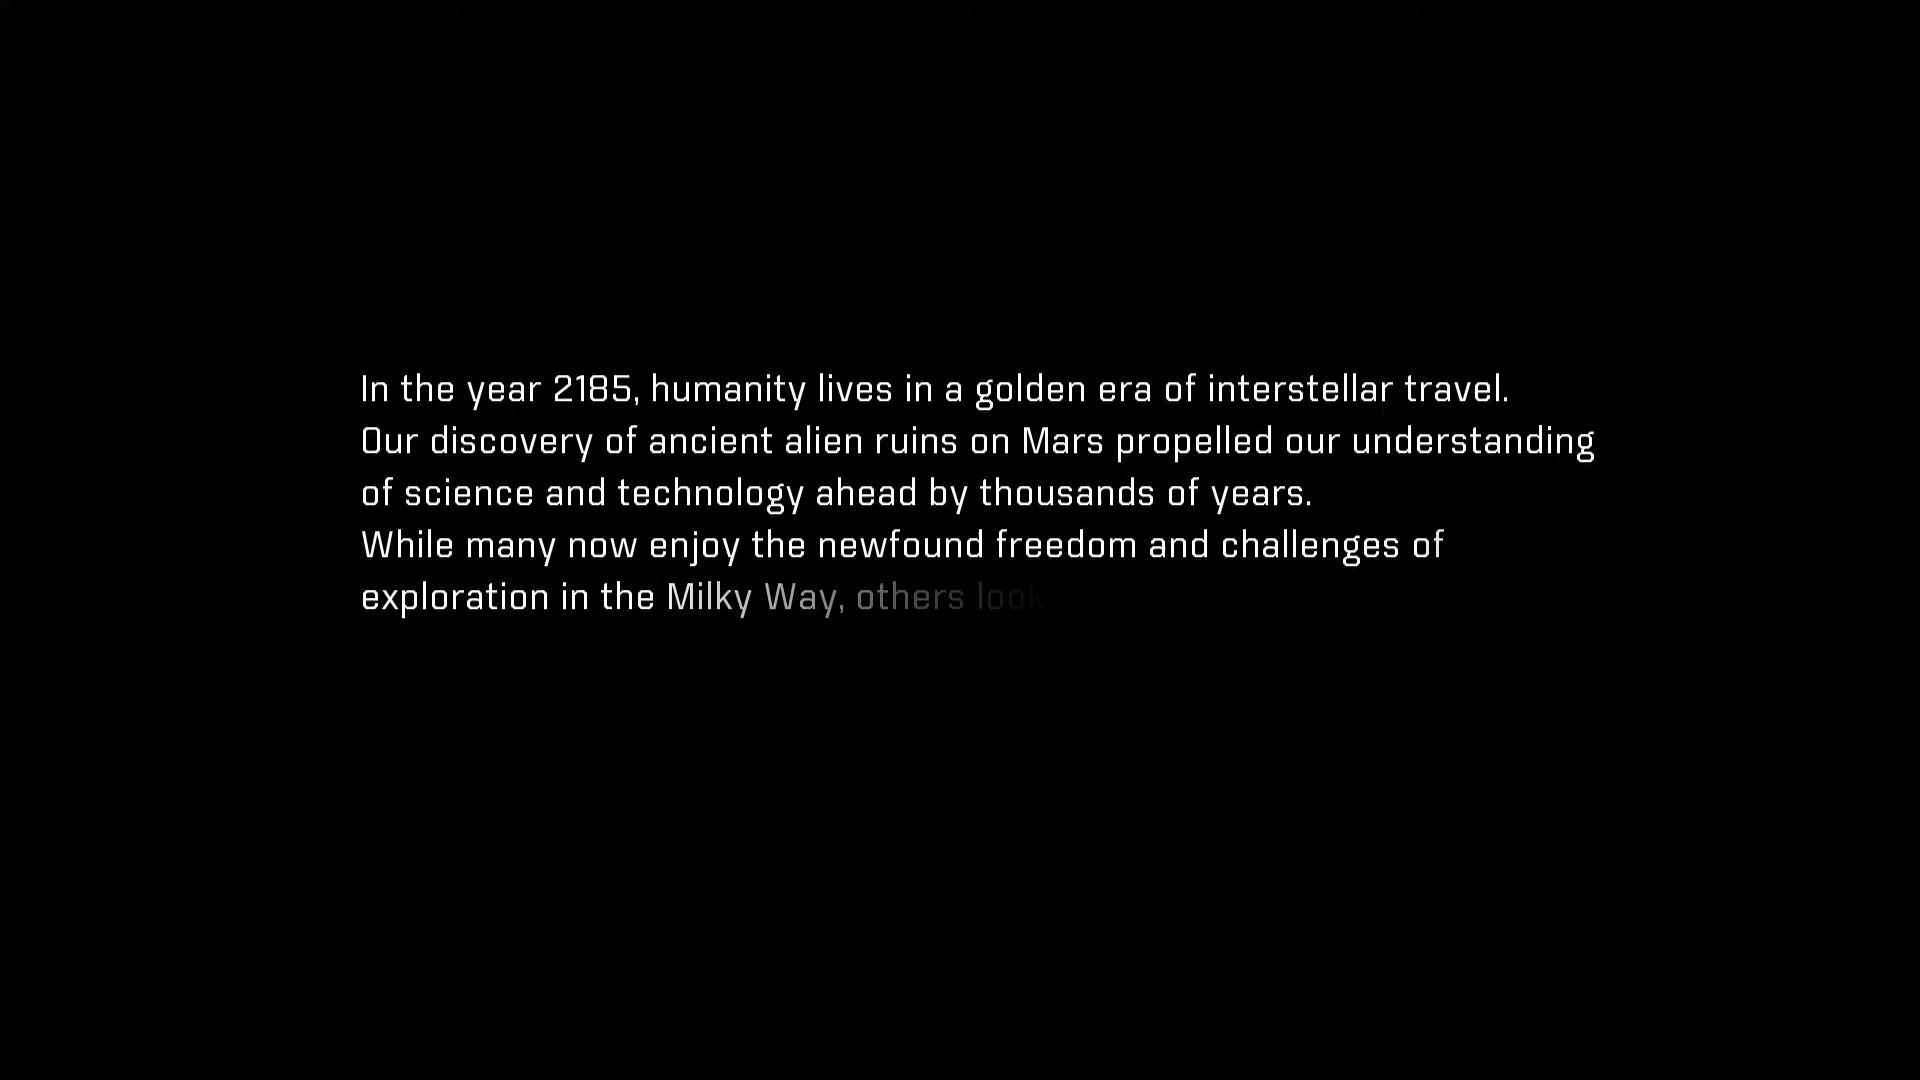 In the year 2185, humanity lives in a golden era of interstellar travel.
Our discovery of ancient alien ruins on Mars propelled our understanding
of science and technology ahead by thousands of years.
While many now enjoy the newfound freedom and challenges of
exploration in the Milky Way, others look